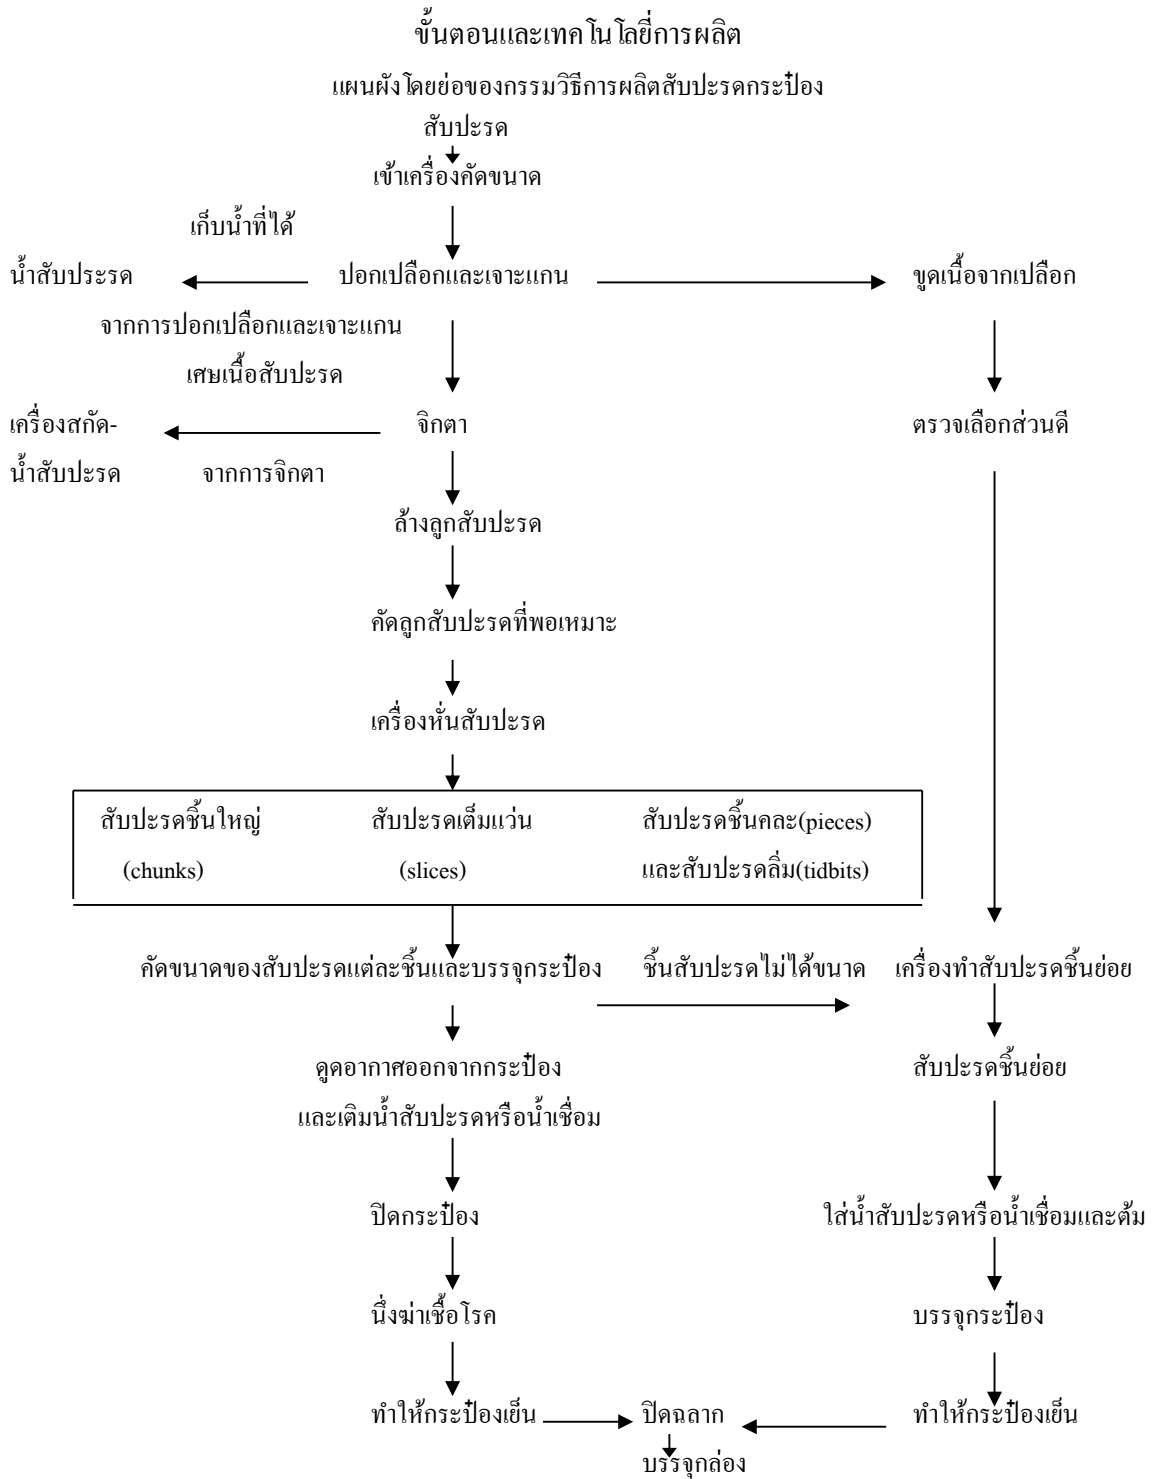 ขั้นตอนและเทคโนโลยี่การผลิต
แผนผังโดยย่อของกรรมวิธีการผลิตสับปะรดกระป๋อง
สับปะรด
เข้าเครื่องคัดขนาด
เก็บน้ำที่ได้
น้ำสับประรด ปอกเปลือกและเจาะแกน ขูดเนื้อจากเปลือก
จากการปอกเปลือกและเจาะแกน
เศษเนื้อสับปะรด
เครื่องสกัด- จิกตา ตรวจเลือกส่วนดี
น้ำสับปะรด จากการจิกตา
ล้างลูกสับปะรด
คัดลูกสับปะรดที่พอเหมาะ
เครื่องหั่นสับปะรด
สับปะรดชิ้นใหญ่ สับปะรดเต็มแว่น สับปะรดชิ้นคละ(pieces)
(chunks) (slices) และสับปะรดลิ่ม(tidbits)
คัดขนาดของสับปะรดแต่ละชิ้นและบรรจุกระป๋อง ชิ้นสับปะรดไม่ได้ขนาด เครื่องทำสับปะรดชิ้นย่อย
ดูดอากาศออกจากกระป๋อง สับปะรดชิ้นย่อย
และเติมน้ำสับปะรดหรือน้ำเชื่อม
ปิดกระป๋อง ใส่น้ำสับปะรดหรือน้ำเชื่อมและต้ม
นึ่งฆ่าเชื้อโรค บรรจุกระป๋อง
ทำให้กระป๋องเย็น ปิดฉลาก ทำให้กระป๋องเย็น
บรรจุกล่อง